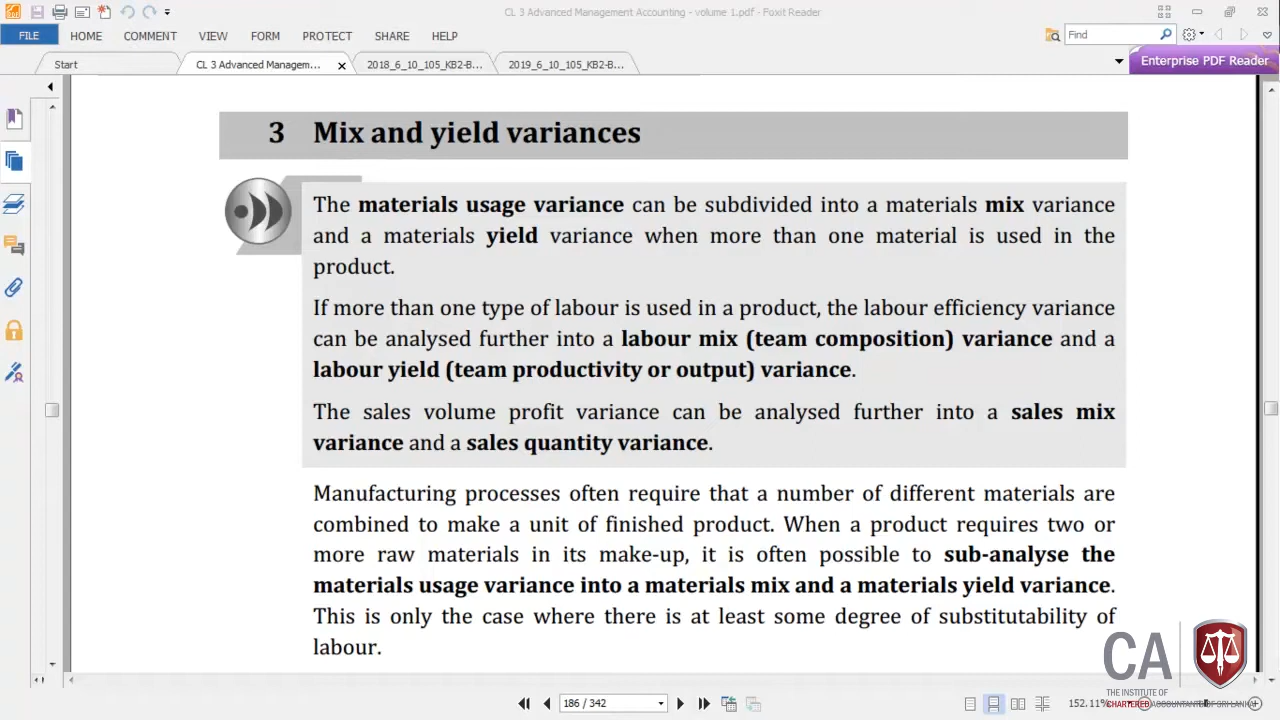 CL 3 Advanced Management Accounting - volume 1.pdf - Foxit Reader
FILE HOME COMMENT VIEW FORM PROTECT SHARE HELP
Find
Start CL 3 Advanced Managem... 2018_6_10_105_KB2-B... 2019_6_10_105_KB2-B...
Enterprise PDF Reader
3 Mix and yield variances
The materials usage variance can be subdivided into a materials mix variance
and a materials yield variance when more than one material is used in the
product.
If more than one type of labour is used in a product, the labour efficiency variance
can be analysed further into a labour mix (team composition) variance and a
labour yield (team productivity or output) variance.
The sales volume profit variance can be analysed further into a sales mix
variance and a sales quantity variance.
Manufacturing processes often require that a number of different materials are
combined to make a unit of finished product. When a product requires two or
more raw materials in its make-up, it is often possible to sub-analyse the
materials usage variance into a materials mix and a materials yield variance.
This is only the case where there is at least some degree of substitutability of
labour.
CA
THE INSTITUTE OF
CHARTERED ACCOUNTANTS OF SRI LANKA
186 / 342
152.11%